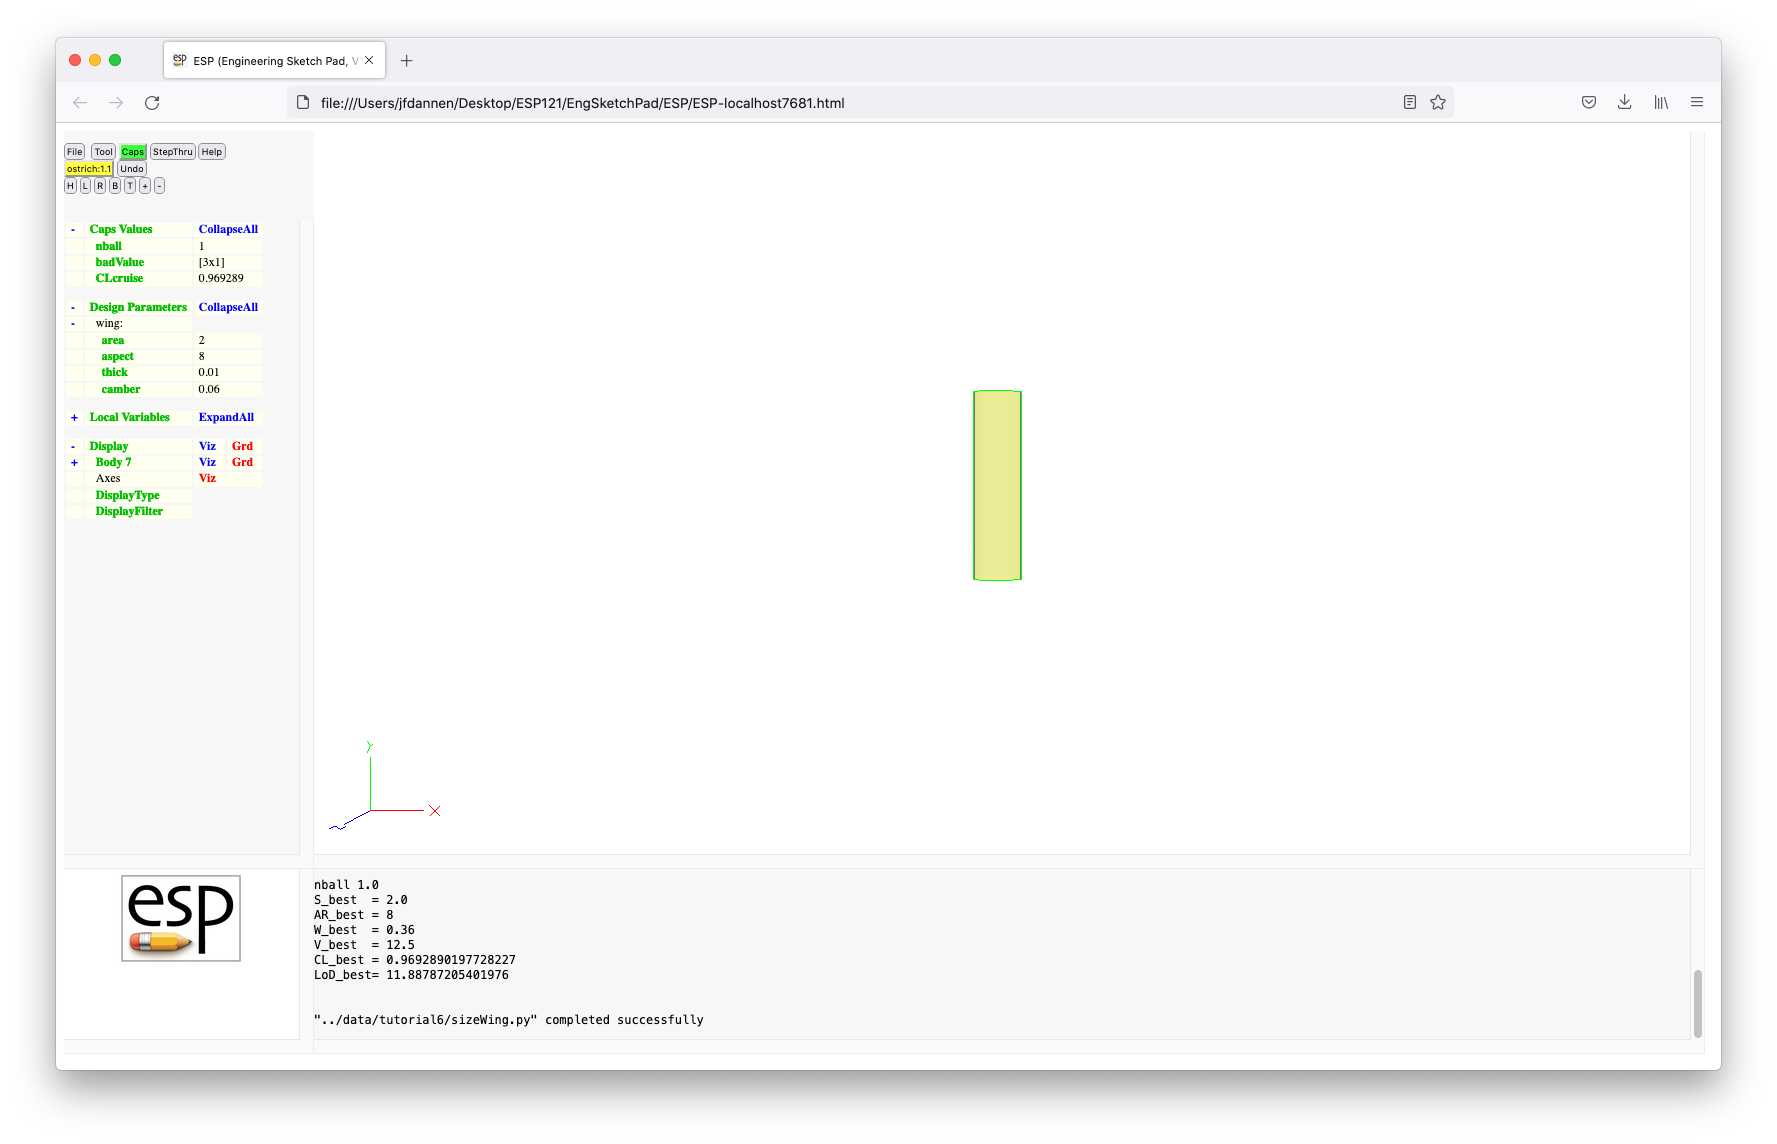 esp ESP (Engineering Sketch Pad, V
file:///Users/jfdannen/Desktop/ESP121/EngSketchPad/ESP/ESP-localhost7681.html
File Tool Caps StepThru Help
ostrich:1.1 Undo
H L R B T + -
- Caps Values CollapseAll
nball 1
badValue [3x1]
CLcruise 0.969289
- Design Parameters CollapseAll
- wing:
area 2
aspect 8
thick 0.01
camber 0.06
+ Local Variables ExpandAll
- Display Viz Grd
+ Body 7 Viz Grd
Axes Viz
DisplayType
DisplayFilter
Y
X
Z
esp
nball 1.0
S_best = 2.0
AR_best = 8
W_best = 0.36
V_best = 12.5
CL_best = 0.9692890197728227
LoD_best= 11.88787205401976
"../data/tutorial6/sizeWing.py" completed successfully